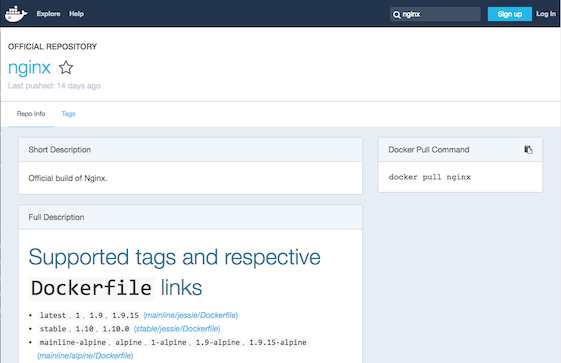 Explore Help nginx Sign up Log In
OFFICIAL REPOSITORY
nginx
Last pushed: 14 days ago
Repo Info Tags
Short Description
Official build of Nginx.
Docker Pull Command
docker pull nginx
Full Description
Supported tags and respective
Dockerfile links
• latest , 1 , 1.9 , 1.9.15 (mainline/jessie/Dockerfile)
• stable , 1.10 , 1.10.0 (stable/jessie/Dockerfile)
• mainline-alpine , alpine , 1-alpine , 1.9-alpine , 1.9.15-alpine
(mainline/alpine/Dockerfile)